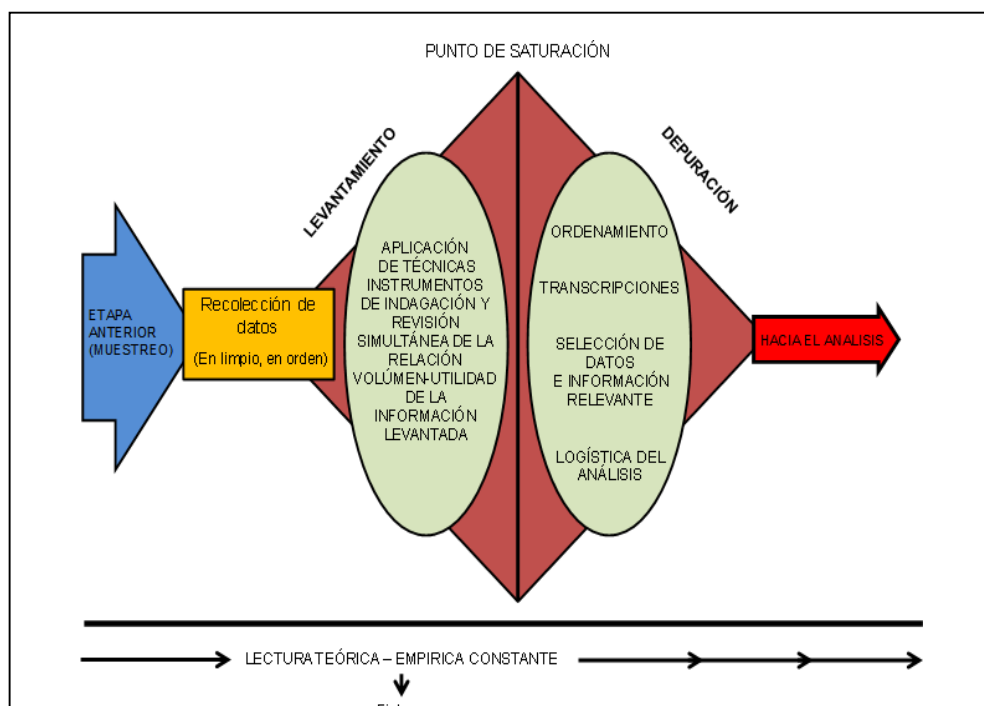 PUNTO DE SATURACIÓN
LEVANTAMIENTO
DEPURACIÓN
ETAPA
ANTERIOR
(MUESTREO)
Recolección de
datos
(En limpio, en orden)
APLICACIÓN
DE TÉCNICAS
INSTRUMENTOS
DE INDAGACIÓN Y
REVISIÓN
SIMULTÁNEA DE LA
RELACIÓN
VOLÚMEN-UTILIDAD
DE LA
INFORMACIÓN
LEVANTADA
ORDENAMIENTO
TRANSCRIPCIONES
SELECCIÓN DE
DATOS
E INFORMACIÓN
RELEVANTE
LOGÍSTICA DEL
ANÁLISIS
HACIA EL ANALISIS
LECTURA TEÓRICA – EMPIRICA CONSTANTE